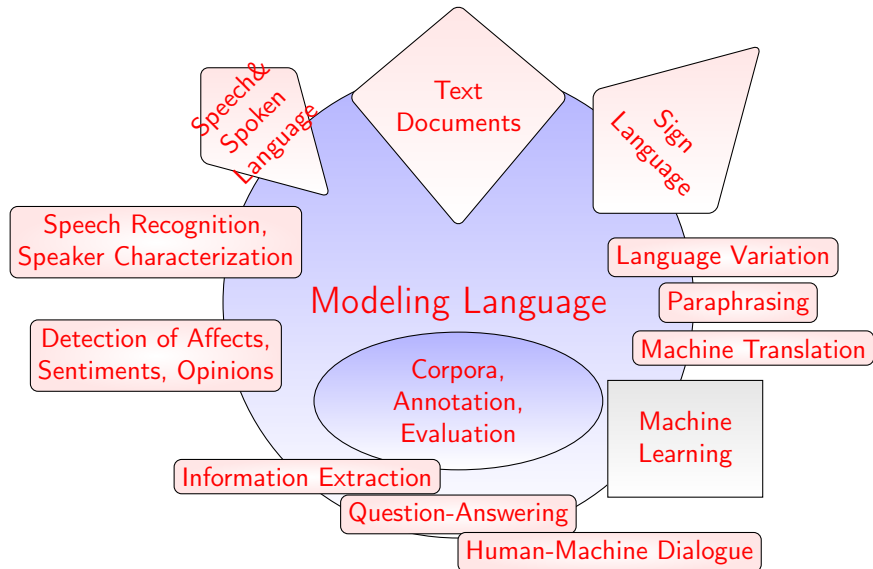 Speech&
Spoken
Language
Text
Documents
Sign
Language
Speech Recognition,
Speaker Characterization
Language Variation
Paraphrasing
Modeling Language
Machine Translation
Detection of Affects,
Sentiments, Opinions
Corpora,
Annotation,
Evaluation
Machine
Learning
Information Extraction
Question-Answering
Human-Machine Dialogue